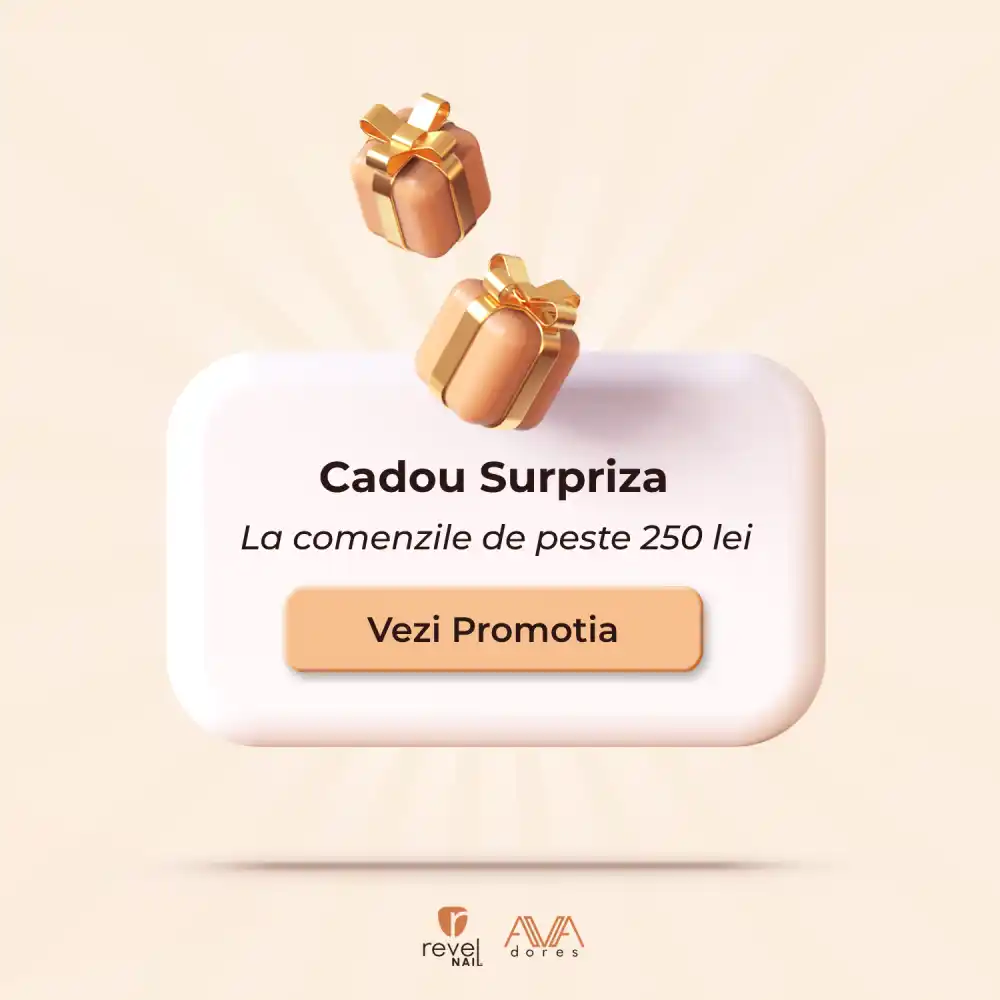 Cadou Surpriza
La comenzile de peste 250 lei
Vezi Promotia
revel
NAIL
AVA
dores